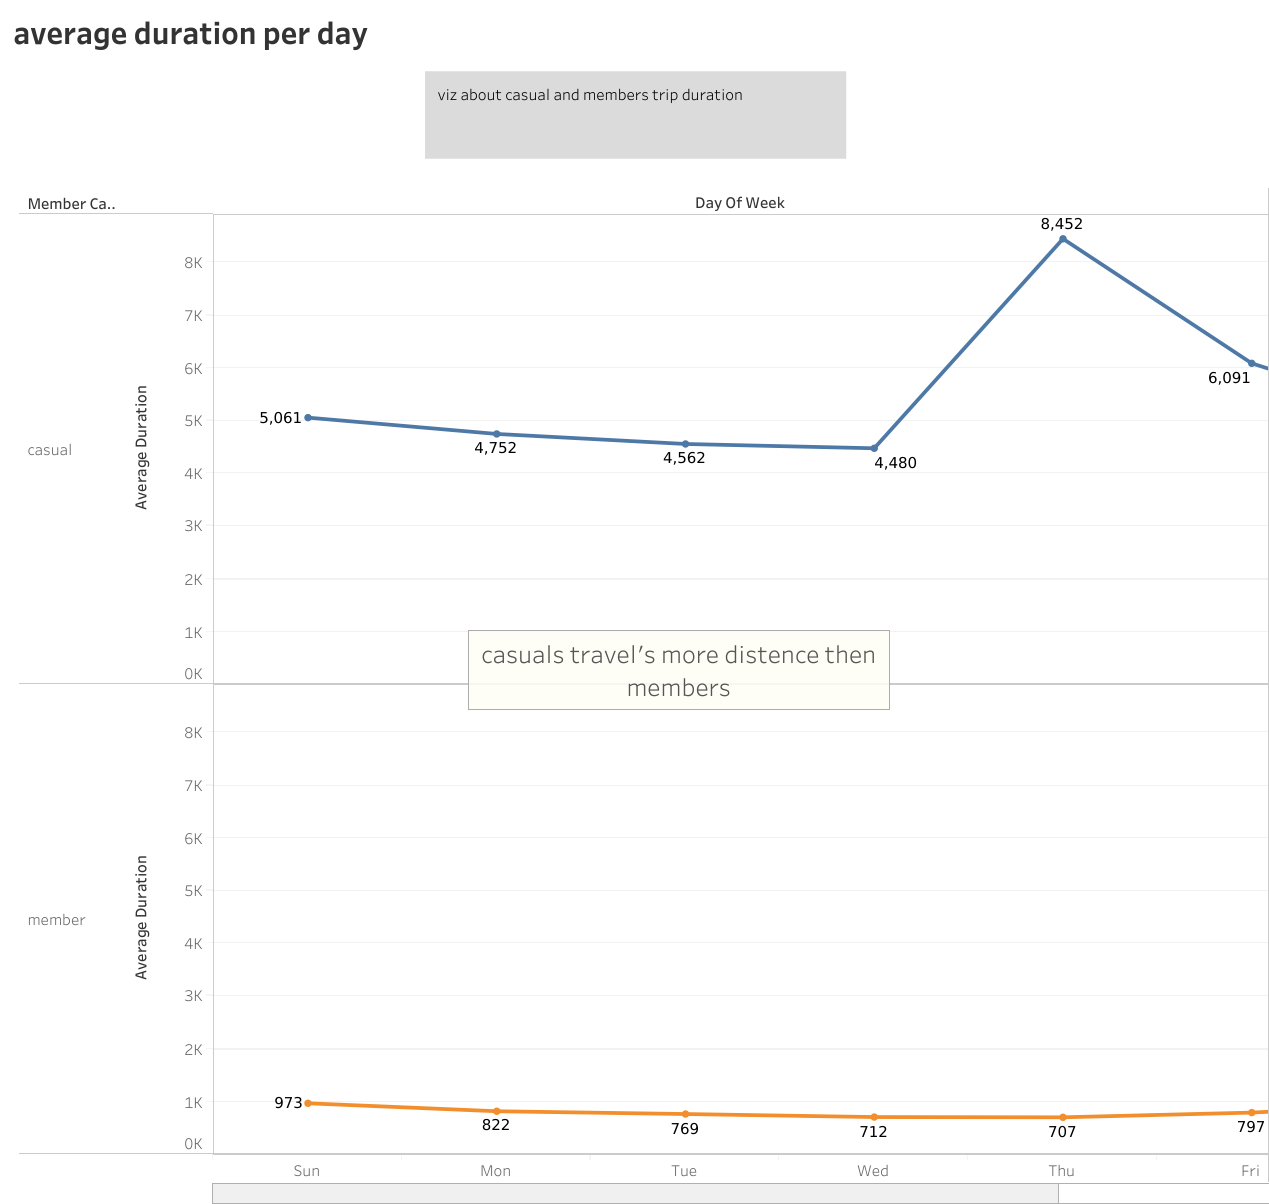 average duration per day
viz about casual and members trip duration
Member Ca..
Day Of Week
casual
Average Duration
8K
7K
6K
5K
4K
3K
2K
1K
0K
5,061
4,752
4,562
4,480
8,452
6,091
casuals travel's more distence then
members
member
Average Duration
8K
7K
6K
5K
4K
3K
2K
1K
0K
973
822
769
712
707
797
Sun
Mon
Tue
Wed
Thu
Fri